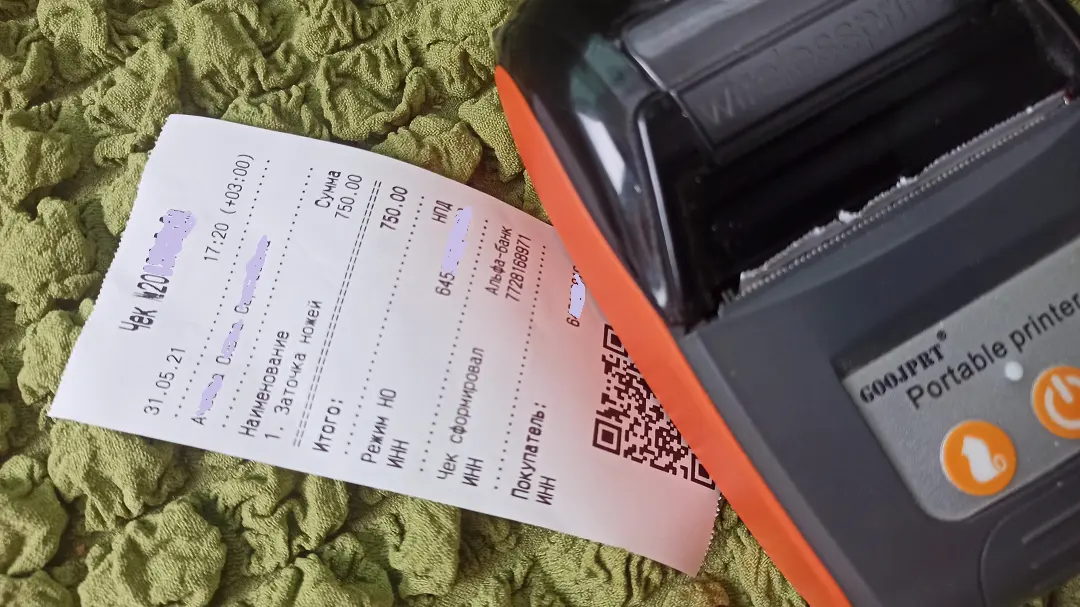 Чек №20
31.05.21 17:20 (+03:00)
Наименование Сумма
1. Заточка ножей 750.00
Итого: 750.00
Режим НО НПД
ИНН 645
Чек сформировал Альфа-банк
ИНН 7728168971
Покупатель:
ИНН
wirelessprin
GOOJPRT®
Portable printer